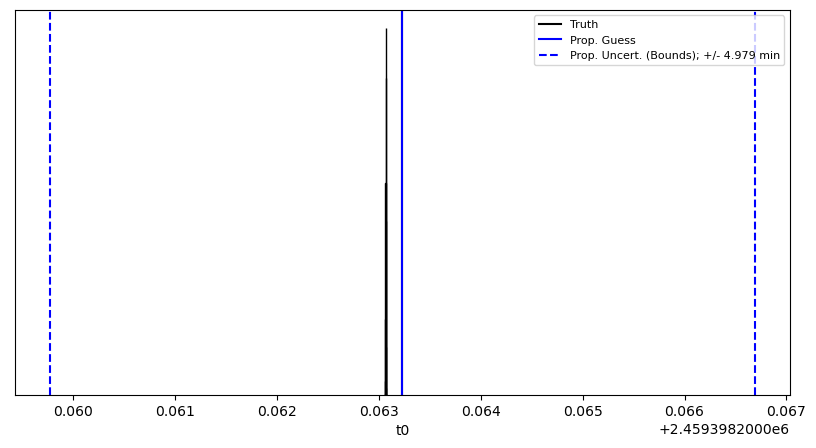 Truth
Prop. Guess
Prop. Uncert. (Bounds); +/- 4.979 min
0.060 0.061 0.062 0.063 0.064 0.065 0.066 0.067
t0
+2.4593982000e6